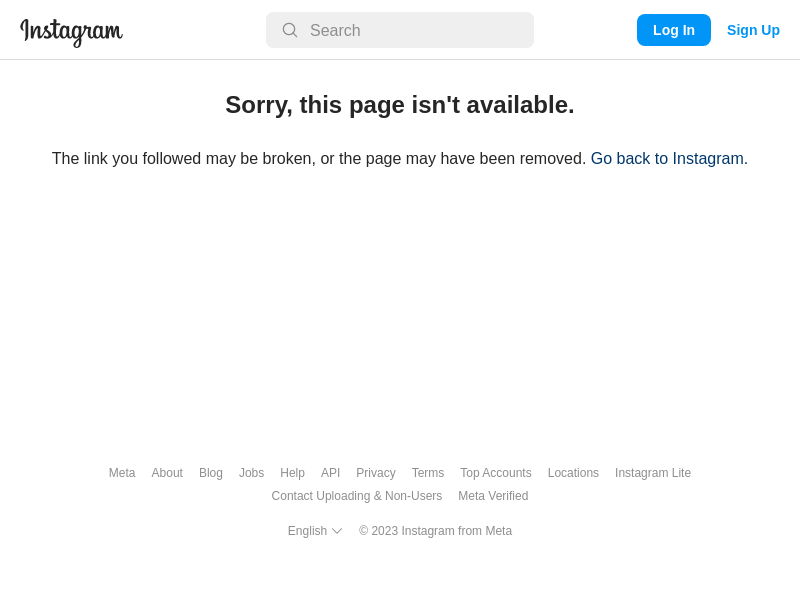 Instagram
Search
Log In
Sign Up
Sorry, this page isn't available.
The link you followed may be broken, or the page may have been removed. Go back to Instagram.
Meta About Blog Jobs Help API Privacy Terms Top Accounts Locations Instagram Lite
Contact Uploading & Non-Users Meta Verified
English © 2023 Instagram from Meta